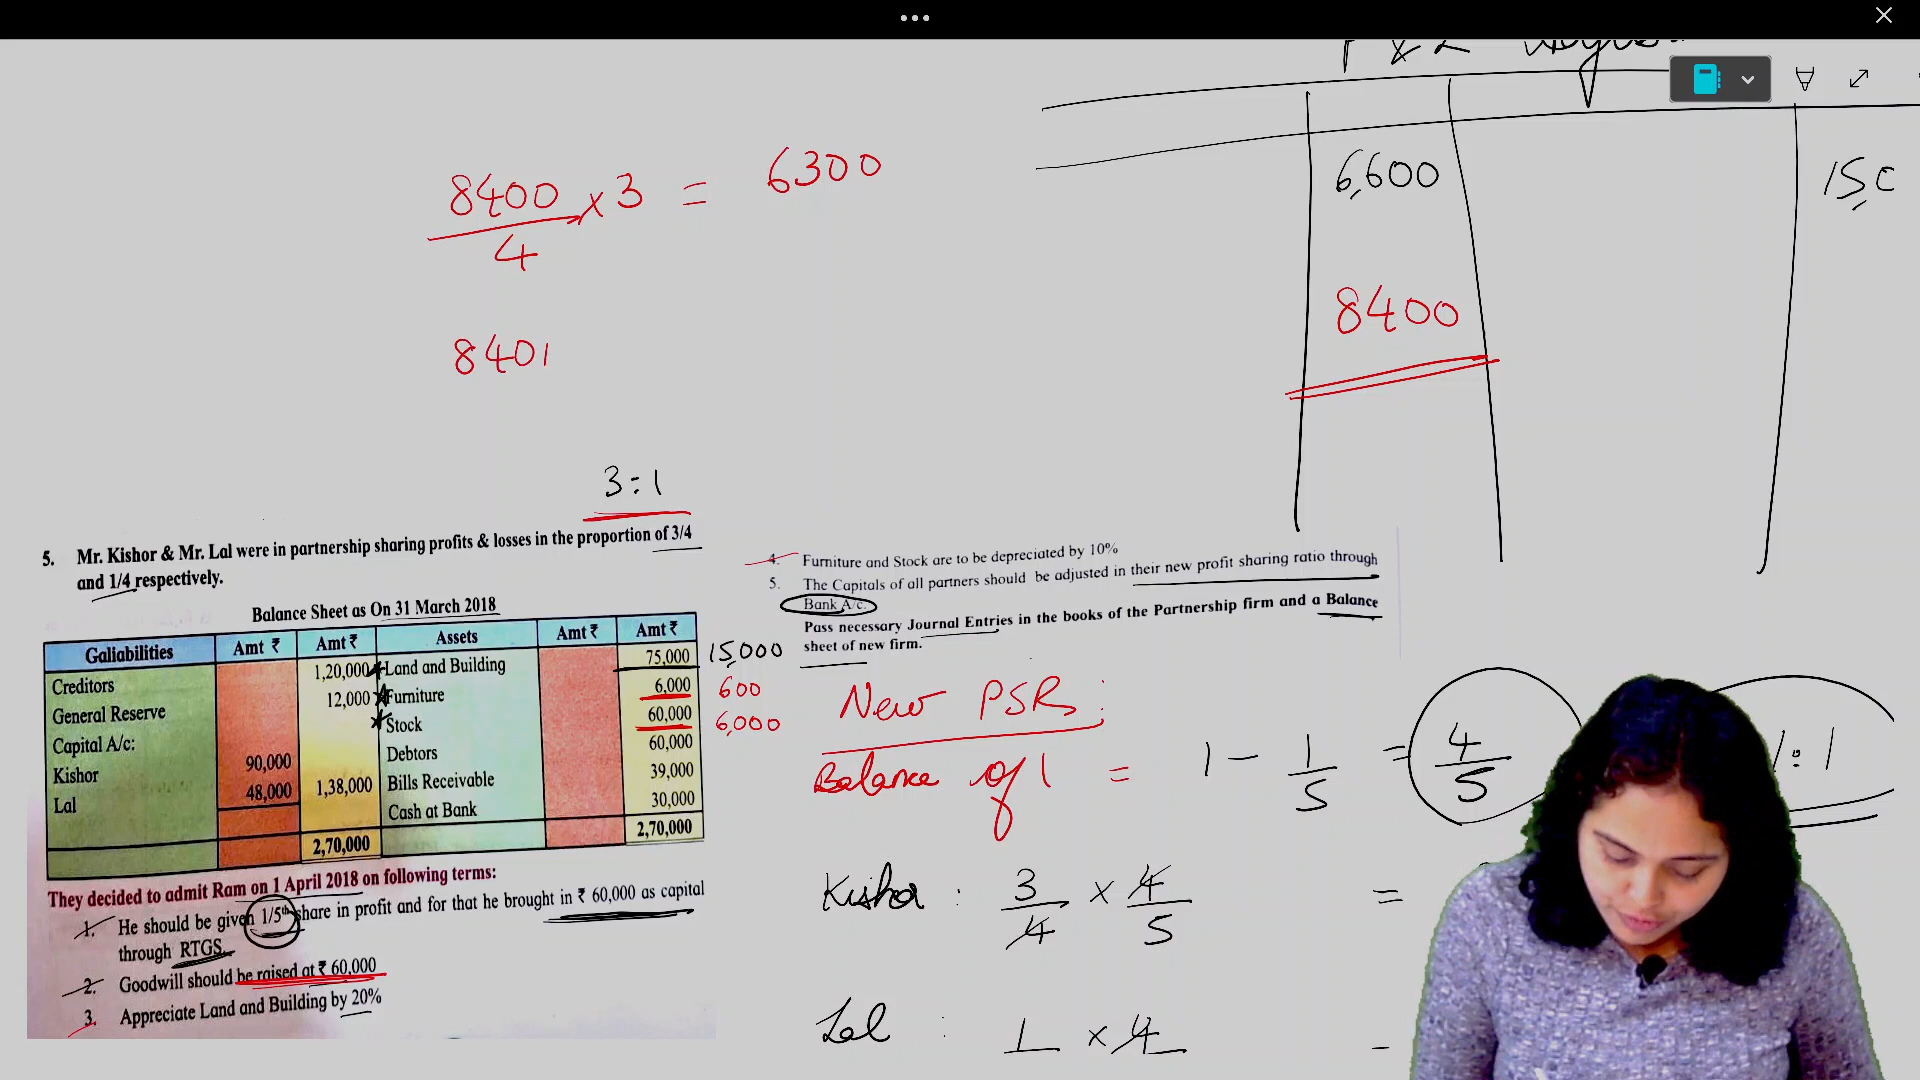 6,600
15,0
8400
8400 × 3 = 6300
4
840
3:1
5. Mr. Kishor & Mr. Lal were in partnership sharing profits & losses in the proportion of 3/4
and 1/4 respectively.
Balance Sheet as On 31 March 2018
Galiabilities Amt ₹ Amt ₹ Assets Amt ₹ Amt ₹
Creditors 1,20,000 Land and Building 75,000 15,000
General Reserve 12,000 Furniture 6,000 600
Capital A/c: Stock 60,000 6,000
Kishor 90,000 Debtors 60,000
Lal 48,000 1,38,000 Bills Receivable 39,000
Cash at Bank 30,000
2,70,000 2,70,000
They decided to admit Ram on 1 April 2018 on following terms:
1. He should be given 1/5th share in profit and for that he brought in ₹ 60,000 as capital
through RTGS.
2. Goodwill should be raised at ₹ 60,000
3. Appreciate Land and Building by 20%
4. Furniture and Stock are to be depreciated by 10%
5. The Capitals of all partners should be adjusted in their new profit sharing ratio through
Bank A/c.
Pass necessary Journal Entries in the books of the Partnership firm and a Balance
sheet of new firm.
New PSR :
Balance of 1 = 1 - 1/5 = 4/5
1:1
Kishor : 3/4 × 4/5 =
Lal : 1 × 4